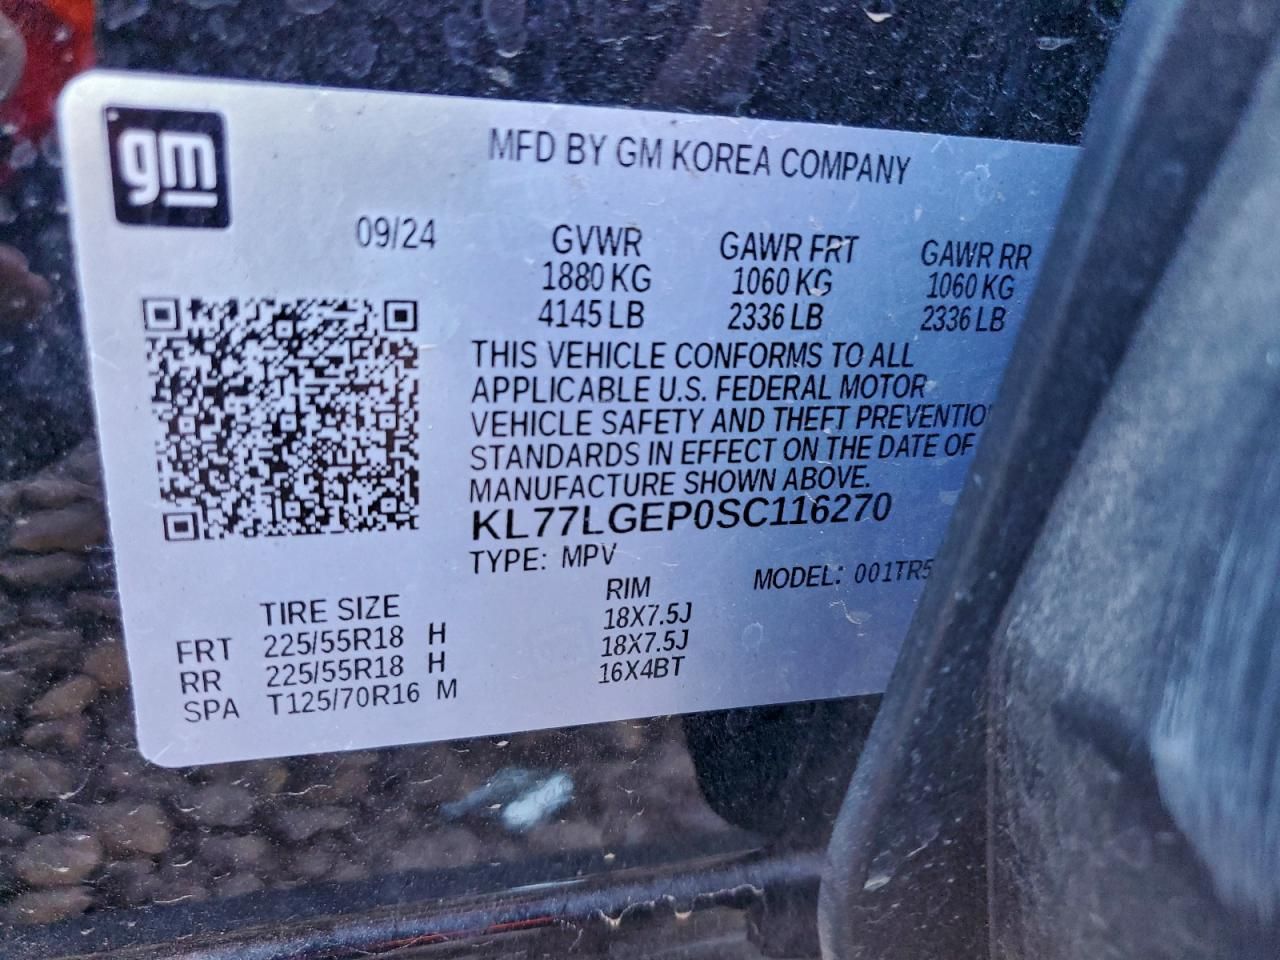 gm
MFD BY GM KOREA COMPANY
09/24 GVWR GAWR FRT GAWR RR
1880 KG 1060 KG 1060 KG
4145 LB 2336 LB 2336 LB
THIS VEHICLE CONFORMS TO ALL
APPLICABLE U.S. FEDERAL MOTOR
VEHICLE SAFETY AND THEFT PREVENTIO
STANDARDS IN EFFECT ON THE DATE OF
MANUFACTURE SHOWN ABOVE.
KL77LGEP0SC116270
TYPE: MPV MODEL: 001TR5
TIRE SIZE RIM
FRT 225/55R18 H 18X7.5J
RR 225/55R18 H 18X7.5J
SPA T125/70R16 M 16X4BT